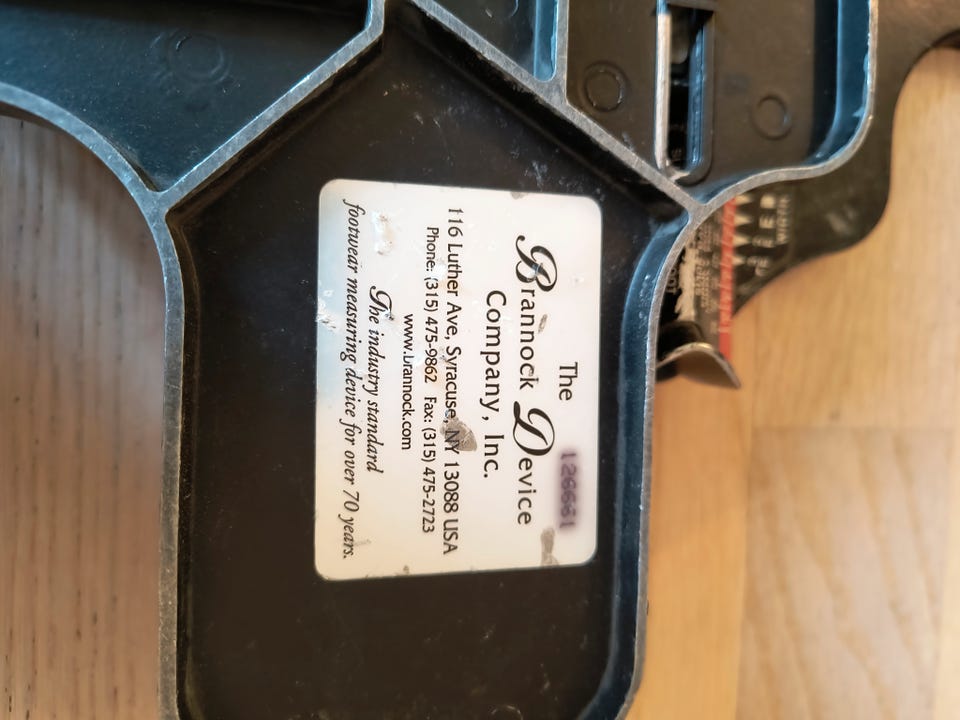 The
126661
Brannock Device
Company, Inc.
116 Luther Ave, Syracuse, NY 13088 USA
Phone: (315) 475-9862 Fax: (315) 475-2723
www.brannock.com
The industry standard
footwear measuring device for over 70 years.